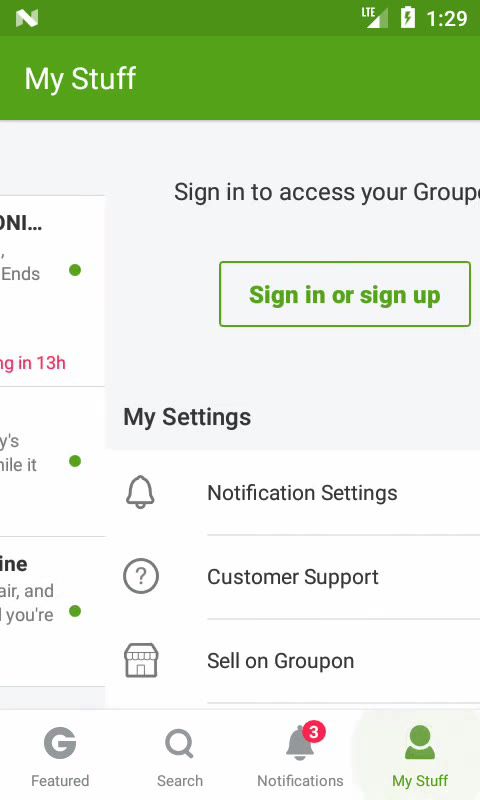 LTE 1:29
My Stuff
Sign in to access your Groupo
Sign in or sign up
ONI...
,
Ends
ng in 13h
y's
hile it
ine
air, and
you're
My Settings
Notification Settings
Customer Support
Sell on Groupon
3
Featured
Search
Notifications
My Stuff